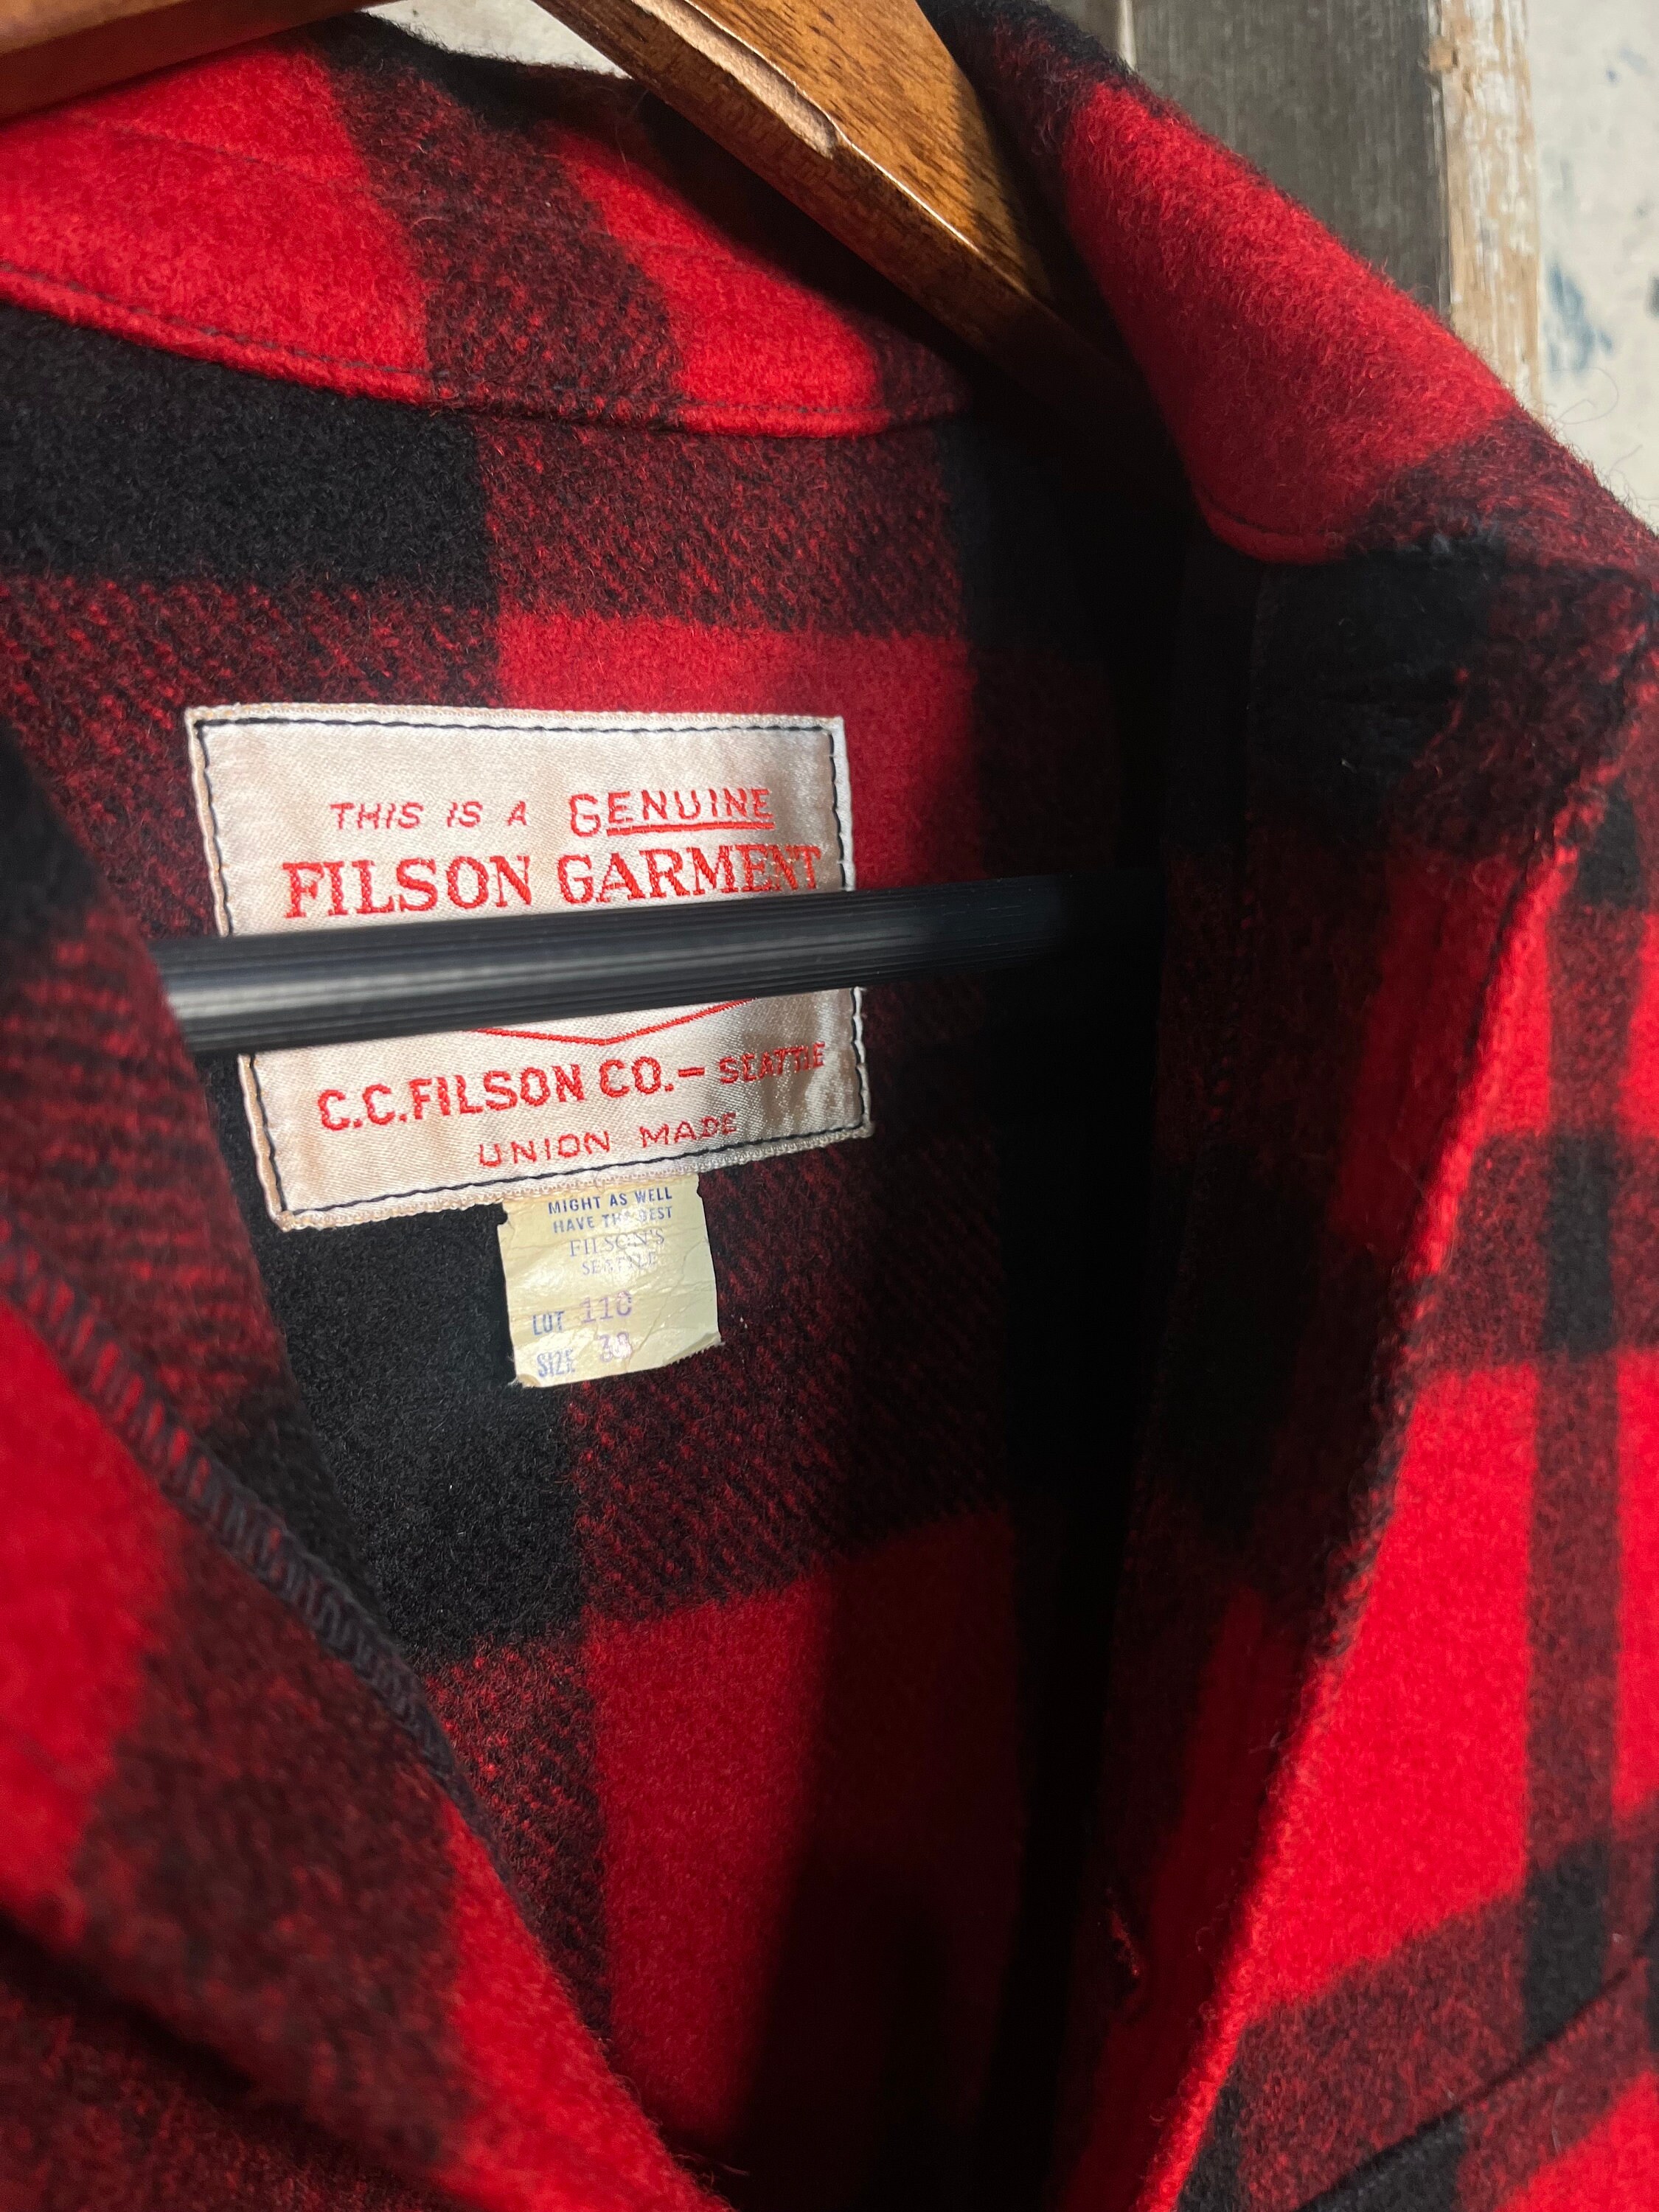 THIS IS A GENUINE
FILSON GARMENT
C.C. FILSON CO. – SEATTLE
UNION MADE
MIGHT AS WELL
HAVE THE BEST
FILSON'S
SEATTLE
LOT 110
SIZE 38